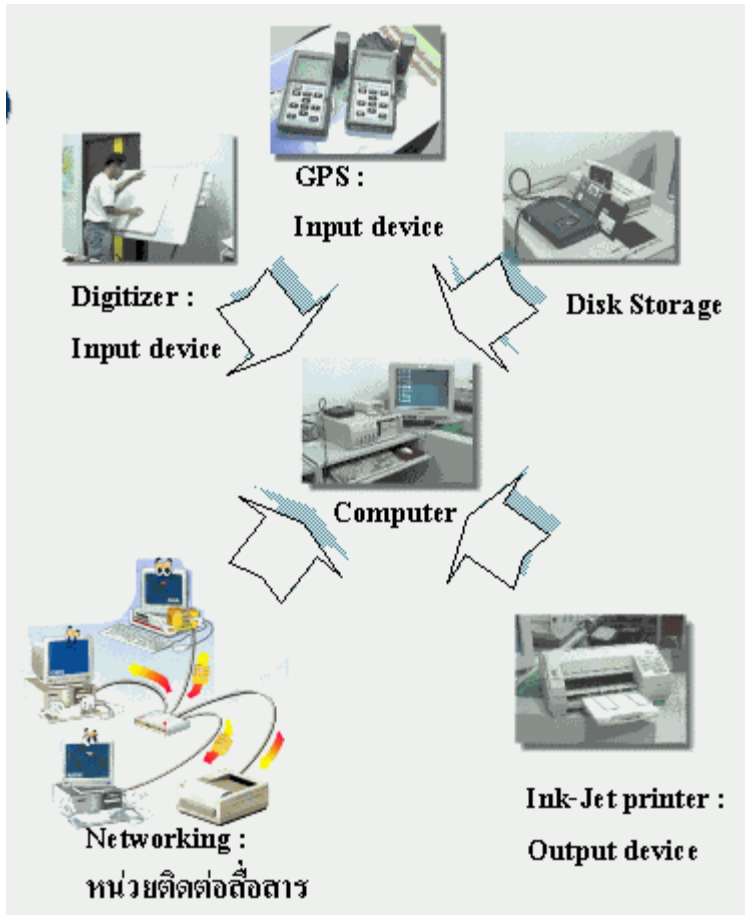 GPS :
Input device
Digitizer :
Input device
Disk Storage
Computer
Networking :
หน่วยติดต่อสื่อสาร
Ink-Jet printer :
Output device